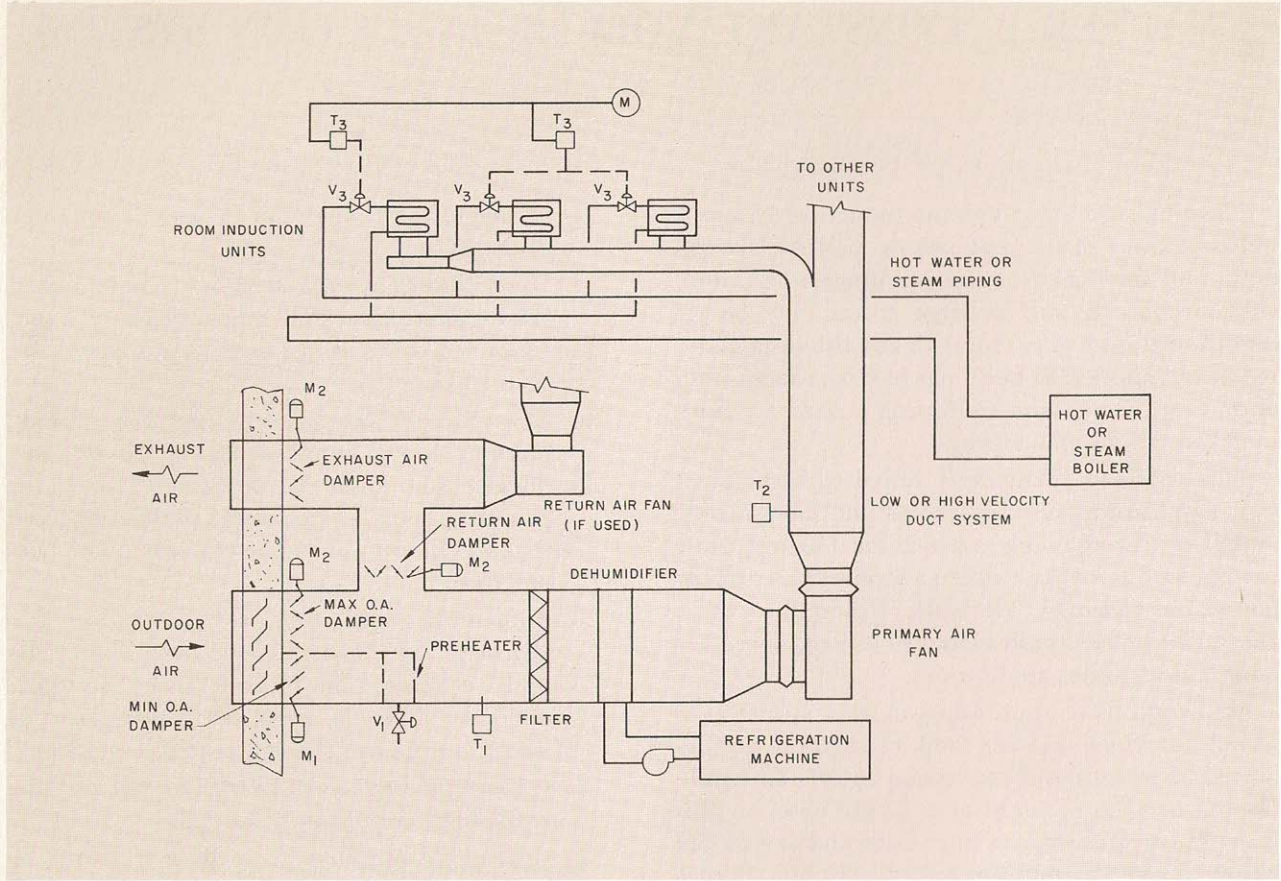 M
T3
T3
TO OTHER
UNITS
V3
V3
V3
ROOM INDUCTION
UNITS
HOT WATER OR
STEAM PIPING
M2
EXHAUST
AIR
EXHAUST AIR
DAMPER
HOT WATER
OR
STEAM
BOILER
RETURN AIR FAN
(IF USED)
T2
LOW OR HIGH VELOCITY
DUCT SYSTEM
RETURN AIR
DAMPER
M2
M2
DEHUMIDIFIER
MAX O.A.
DAMPER
OUTDOOR
AIR
PREHEATER
PRIMARY AIR
FAN
MIN O.A.
DAMPER
M1
V1
T1
FILTER
REFRIGERATION
MACHINE